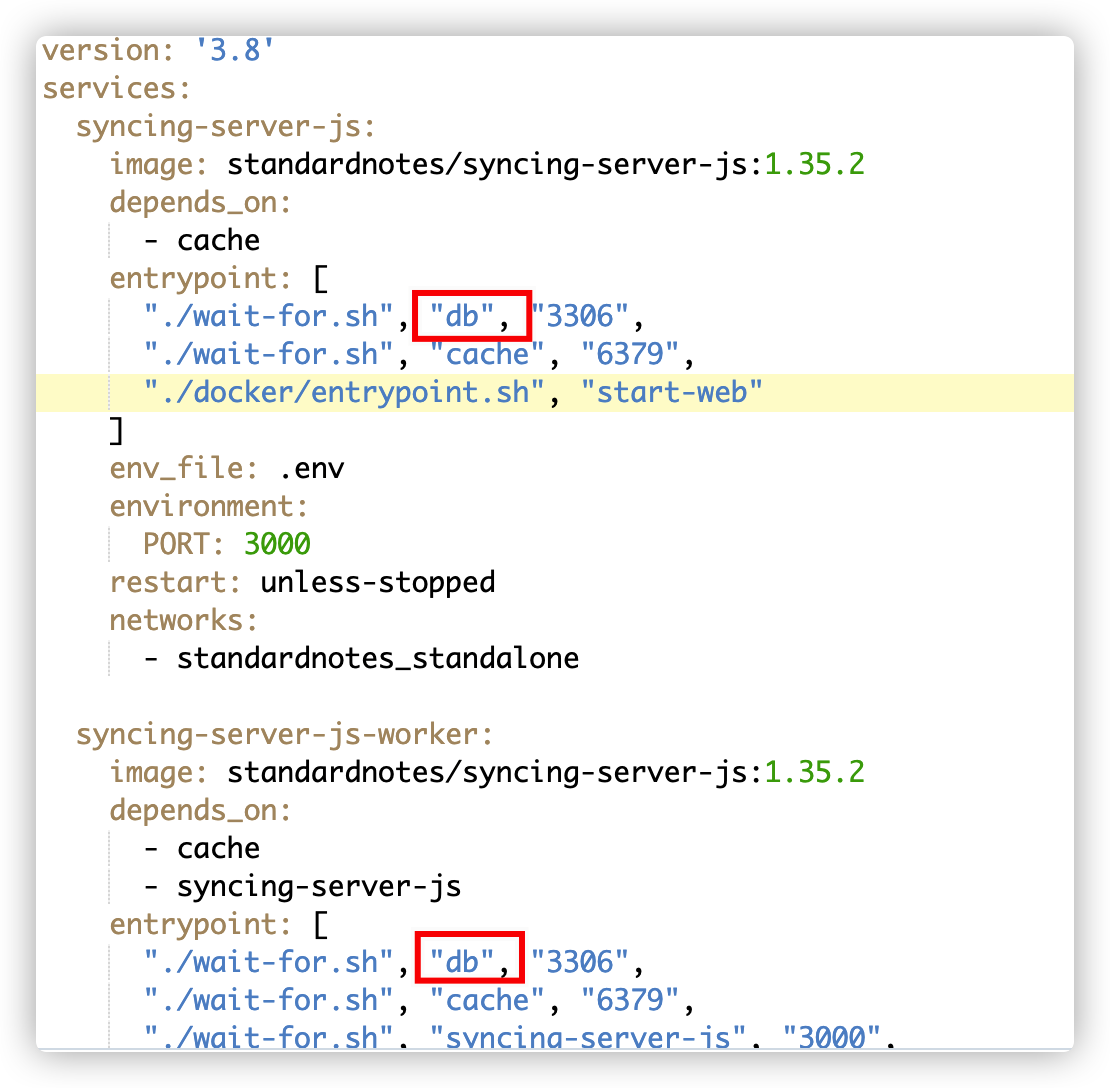 version: '3.8'
services:
  syncing-server-js:
    image: standardnotes/syncing-server-js:1.35.2
    depends_on:
      - cache
    entrypoint: [
      "./wait-for.sh", "db", "3306",
      "./wait-for.sh", "cache", "6379",
      "./docker/entrypoint.sh", "start-web"
    ]
    env_file: .env
    environment:
      PORT: 3000
    restart: unless-stopped
    networks:
      - standardnotes_standalone

  syncing-server-js-worker:
    image: standardnotes/syncing-server-js:1.35.2
    depends_on:
      - cache
      - syncing-server-js
    entrypoint: [
      "./wait-for.sh", "db", "3306",
      "./wait-for.sh", "cache", "6379",
      "./wait-for.sh", "syncing-server-js", "3000",